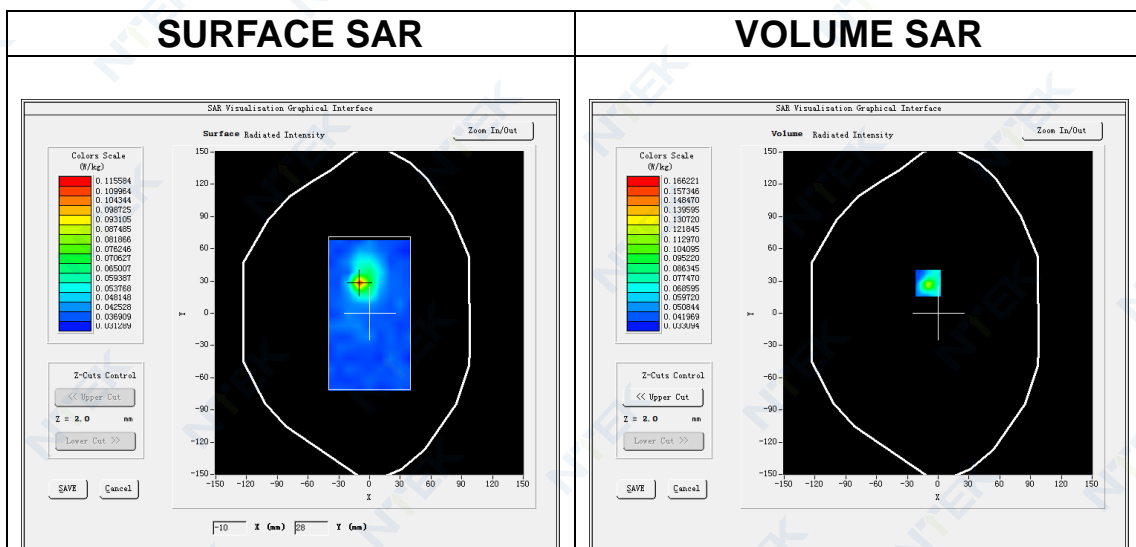 SURFACE SAR
VOLUME SAR
SAR Visualisation Graphical Interface
Surface Radiated Intensity
Zoom In/Out
Colors Scale
(W/kg)
0.115584
0.109964
0.104344
0.098725
0.093105
0.087485
0.081866
0.076246
0.070627
0.065007
0.059387
0.053768
0.048148
0.042528
0.036909
0.031289
Z-Cuts Control
<< Upper Cut
Z = 2.0 mm
Lower Cut >>
SAVE
Cancel
150
120
90
60
30
0
-30
-60
-90
-120
-150
Y
-150 -120 -90 -60 -30 0 30 60 90 120 150
X
-10 X (mm) 28 Y (mm)
SAR Visualisation Graphical Interface
Volume Radiated Intensity
Zoom In/Out
Colors Scale
(W/kg)
0.166221
0.157346
0.148470
0.139595
0.130720
0.121845
0.112970
0.104095
0.095220
0.086345
0.077470
0.068595
0.059720
0.050844
0.041969
0.033094
Z-Cuts Control
<< Upper Cut
Z = 2.0 mm
Lower Cut >>
SAVE
Cancel
150
120
90
60
30
0
-30
-60
-90
-120
-150
Y
-150 -120 -90 -60 -30 0 30 60 90 120 150
X
NTEK